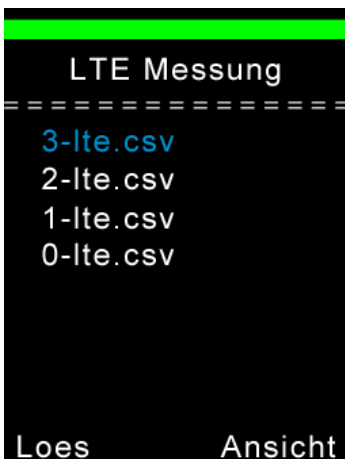 LTE Messung
================
3-lte.csv
2-lte.csv
1-lte.csv
0-lte.csv
Loes Ansicht